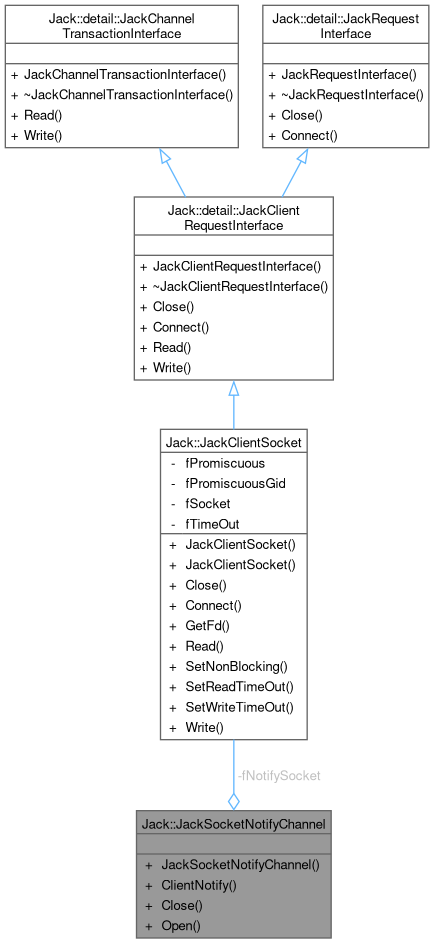 Jack::detail::JackChannel
TransactionInterface
+ JackChannelTransactionInterface()
+ ~JackChannelTransactionInterface()
+ Read()
+ Write()
Jack::detail::JackRequest
Interface
+ JackRequestInterface()
+ ~JackRequestInterface()
+ Close()
+ Connect()
Jack::detail::JackClient
RequestInterface
+ JackClientRequestInterface()
+ ~JackClientRequestInterface()
+ Close()
+ Connect()
+ Read()
+ Write()
Jack::JackClientSocket
- fPromiscuous
- fPromiscuousGid
- fSocket
- fTimeOut
+ JackClientSocket()
+ JackClientSocket()
+ Close()
+ Connect()
+ GetFd()
+ Read()
+ SetNonBlocking()
+ SetReadTimeOut()
+ SetWriteTimeOut()
+ Write()
-fNotifySocket
Jack::JackSocketNotifyChannel
+ JackSocketNotifyChannel()
+ ClientNotify()
+ Close()
+ Open()